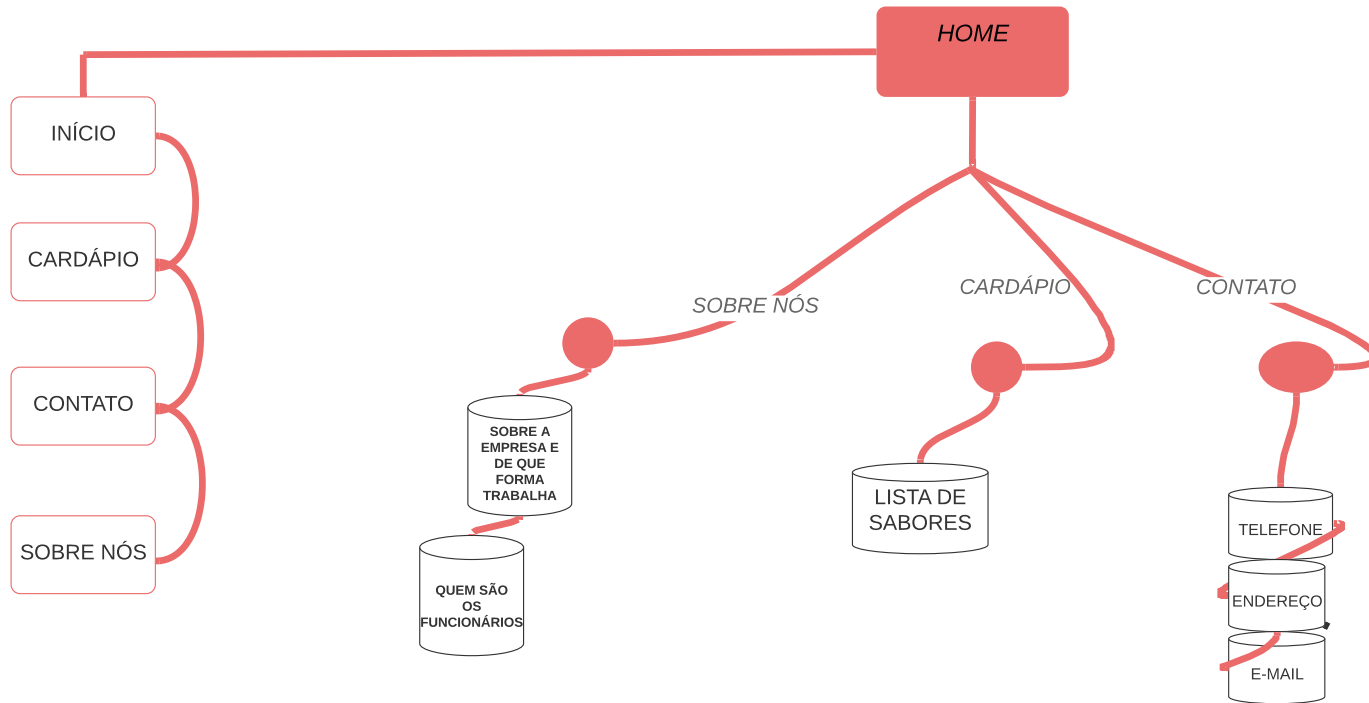 HOME
INÍCIO
CARDÁPIO
CONTATO
SOBRE NÓS
SOBRE NÓS
CARDÁPIO
CONTATO
SOBRE A
EMPRESA E
DE QUE
FORMA
TRABALHA
QUEM SÃO
OS
FUNCIONÁRIOS
LISTA DE
SABORES
TELEFONE
ENDEREÇO
E-MAIL